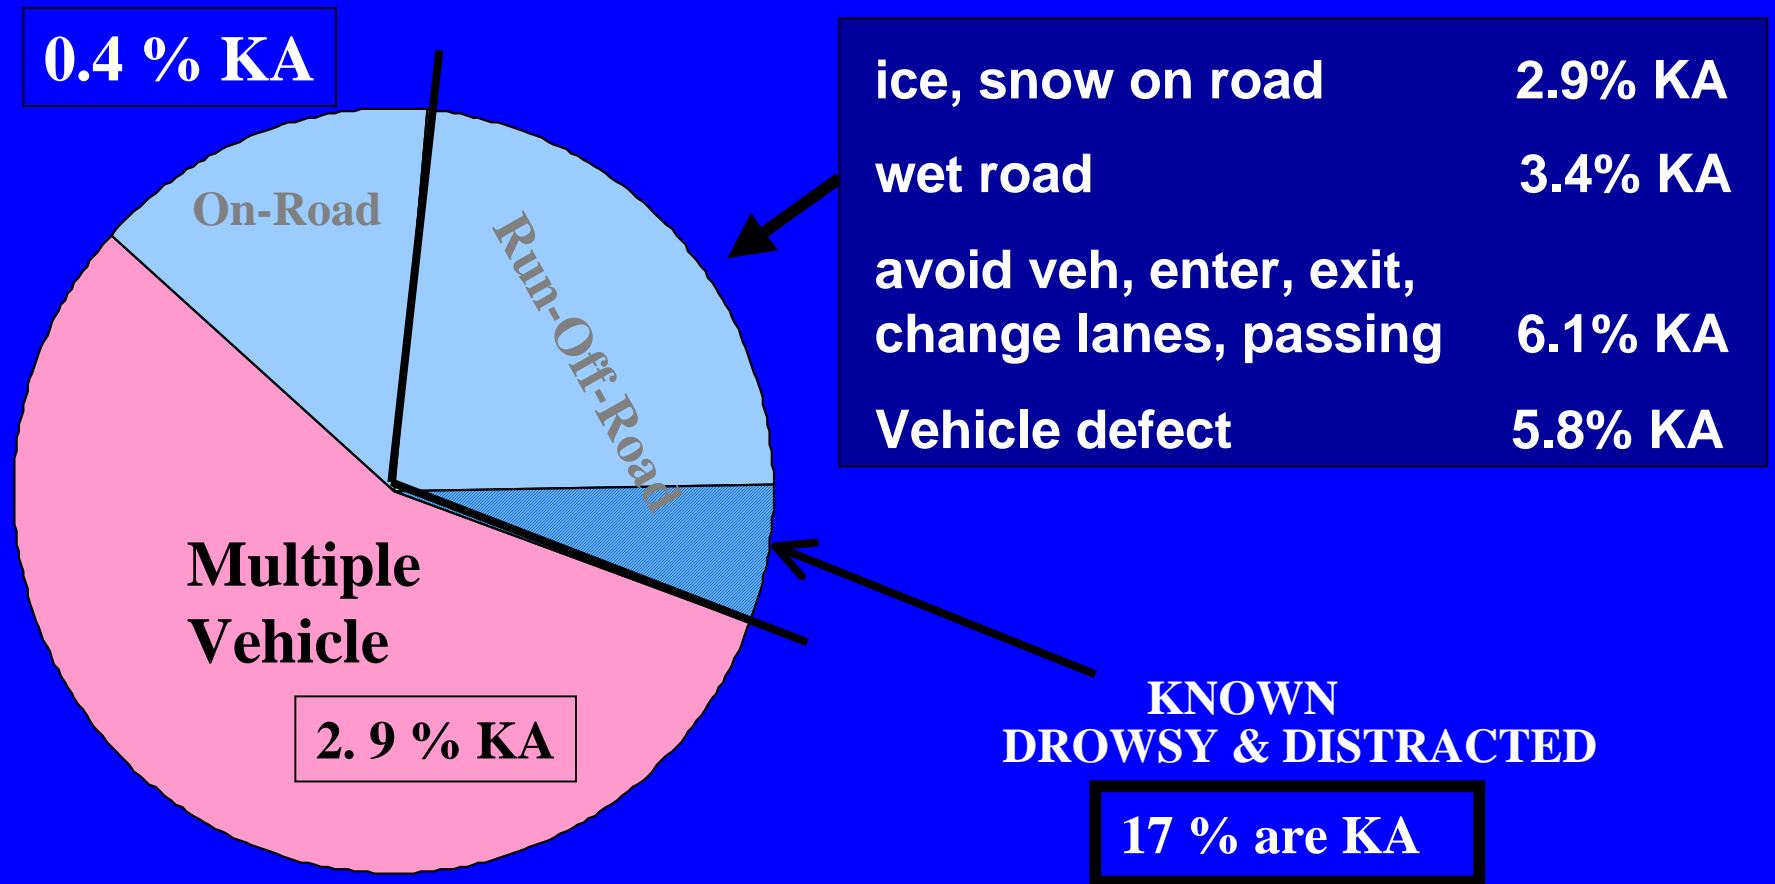 0.4 % KA
ice, snow on road 2.9% KA
wet road 3.4% KA
avoid veh, enter, exit,
change lanes, passing 6.1% KA
Vehicle defect 5.8% KA
On-Road
Run-Off-Road
Multiple
Vehicle
2. 9 % KA
KNOWN
DROWSY & DISTRACTED
17 % are KA